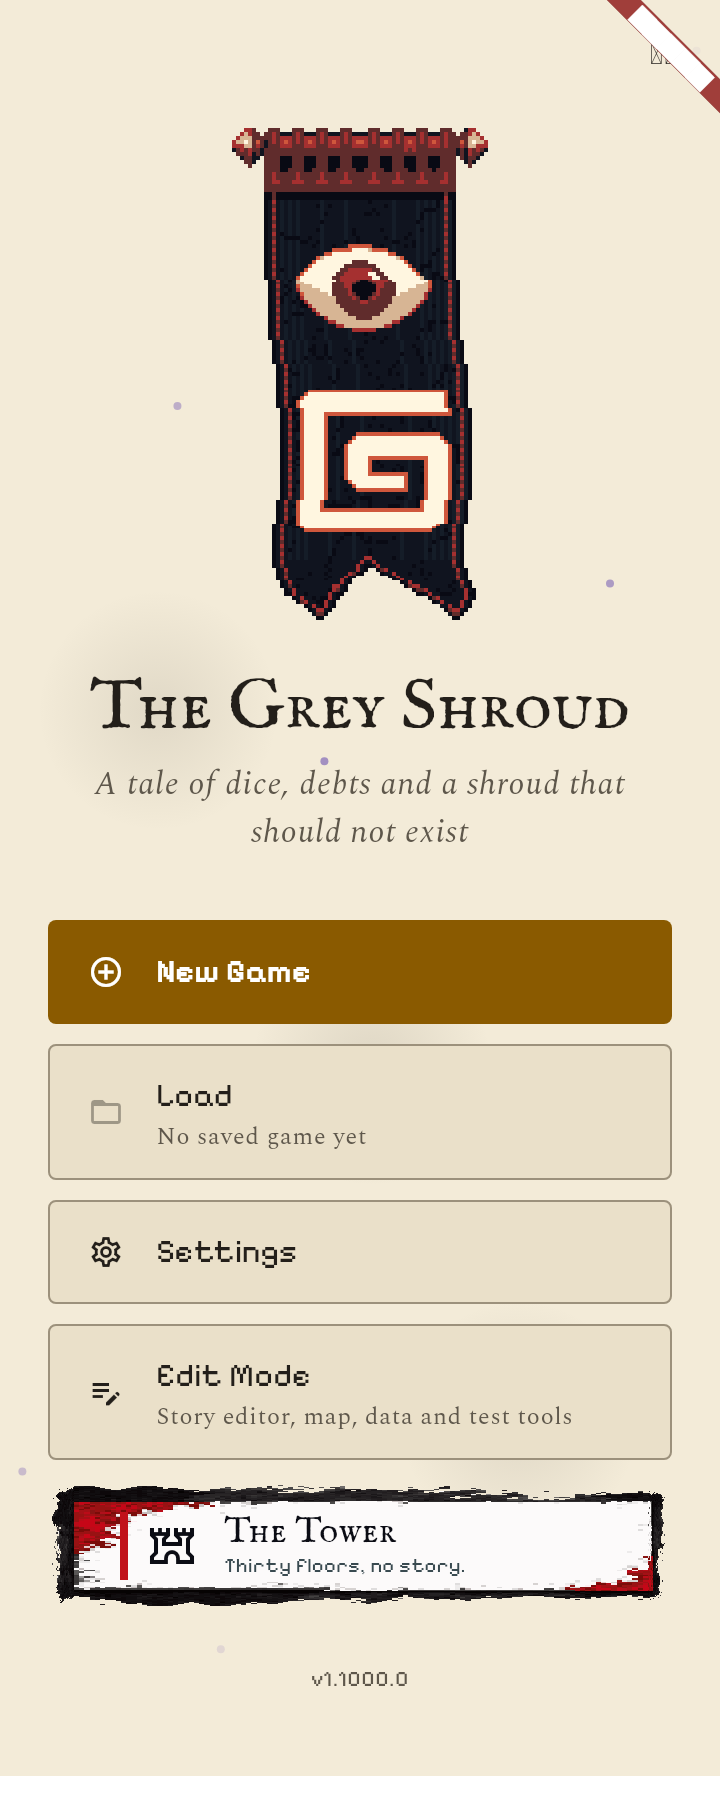 The Grey Shroud
A tale of dice, debts and a shroud that
should not exist
New Game
Load
No saved game yet
Settings
Edit Mode
Story editor, map, data and test tools
The Tower
Thirty floors, no story.
v1.1000.0